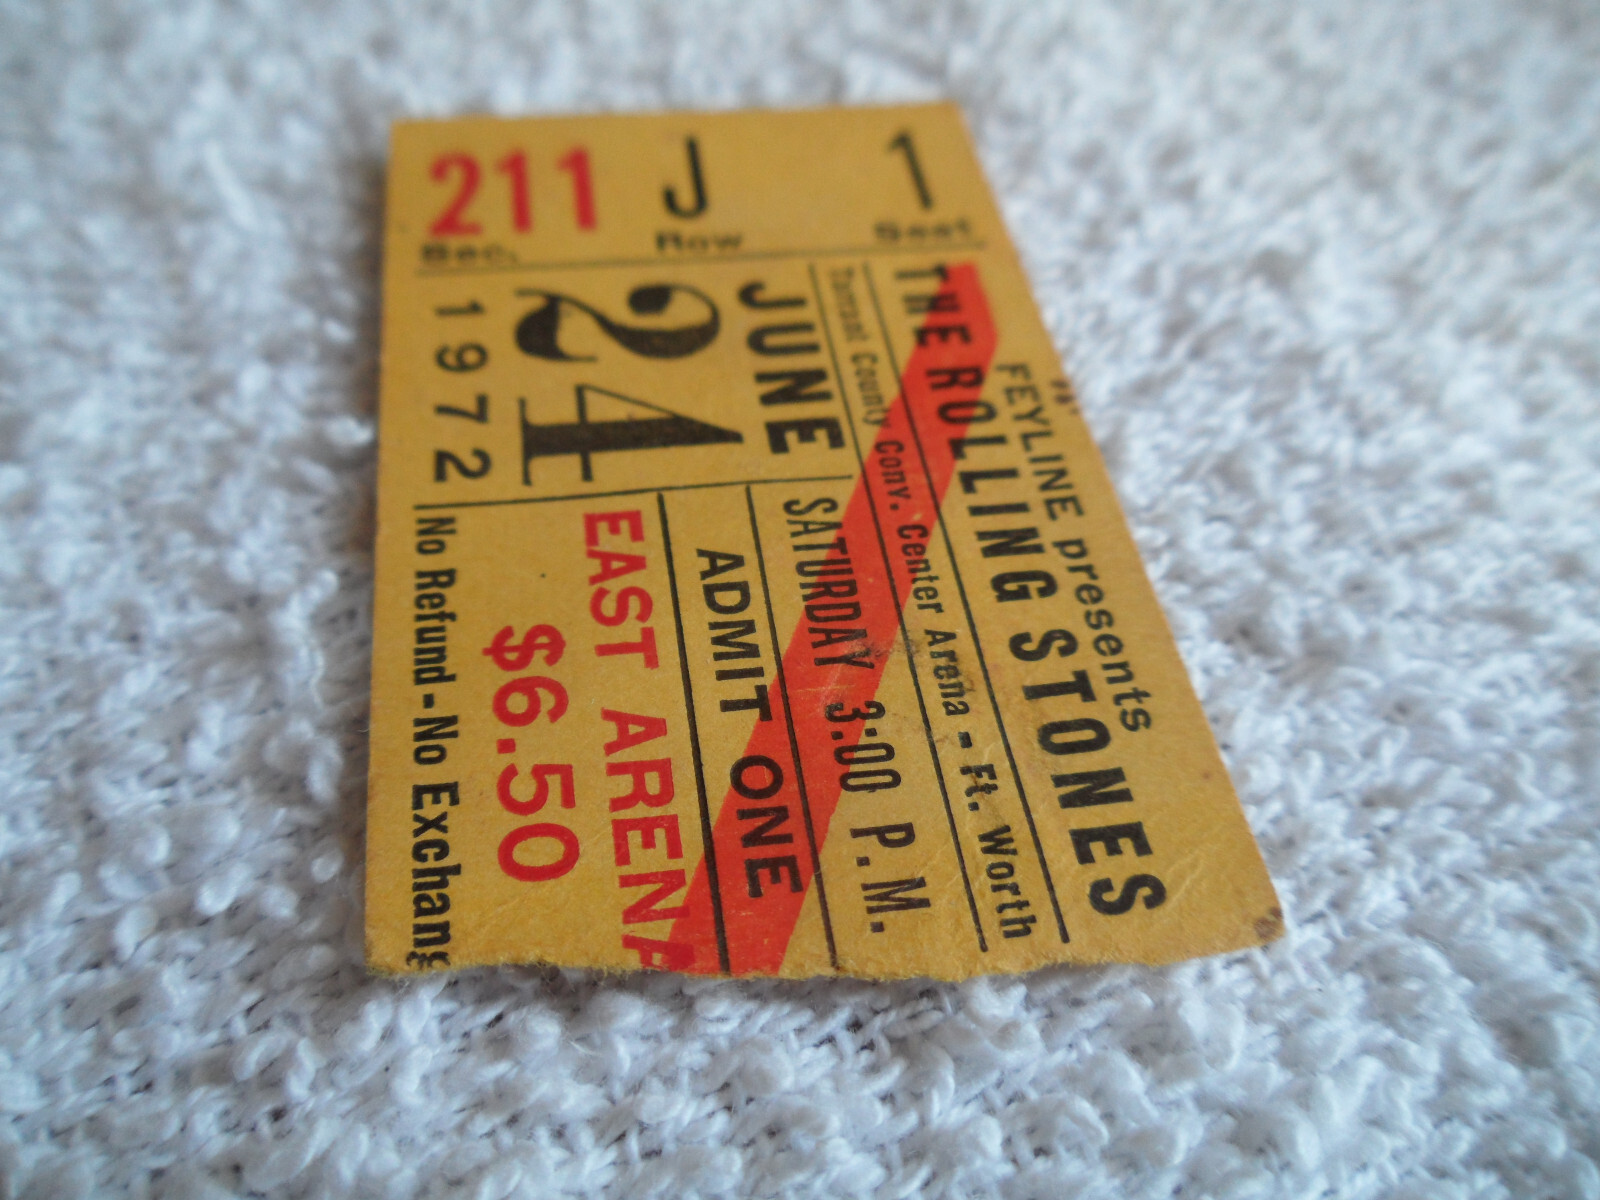 211 J 1
Sec. Row Seat
FEYLINE presents
THE ROLLING STONES
Tarrant County Conv. Center Arena - Ft. Worth
JUNE
24
1972
SATURDAY 3:00 P.M.
ADMIT ONE
EAST ARENA
$6.50
No Refund-No Exchang